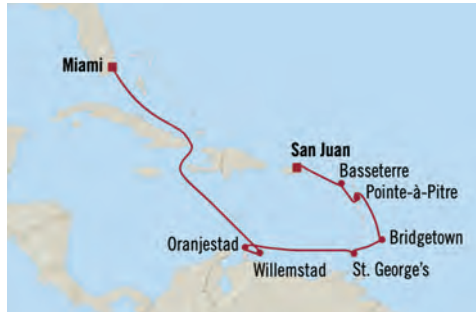 Miami
San Juan
Basseterre
Pointe-à-Pitre
Bridgetown
Oranjestad
Willemstad
St. George's